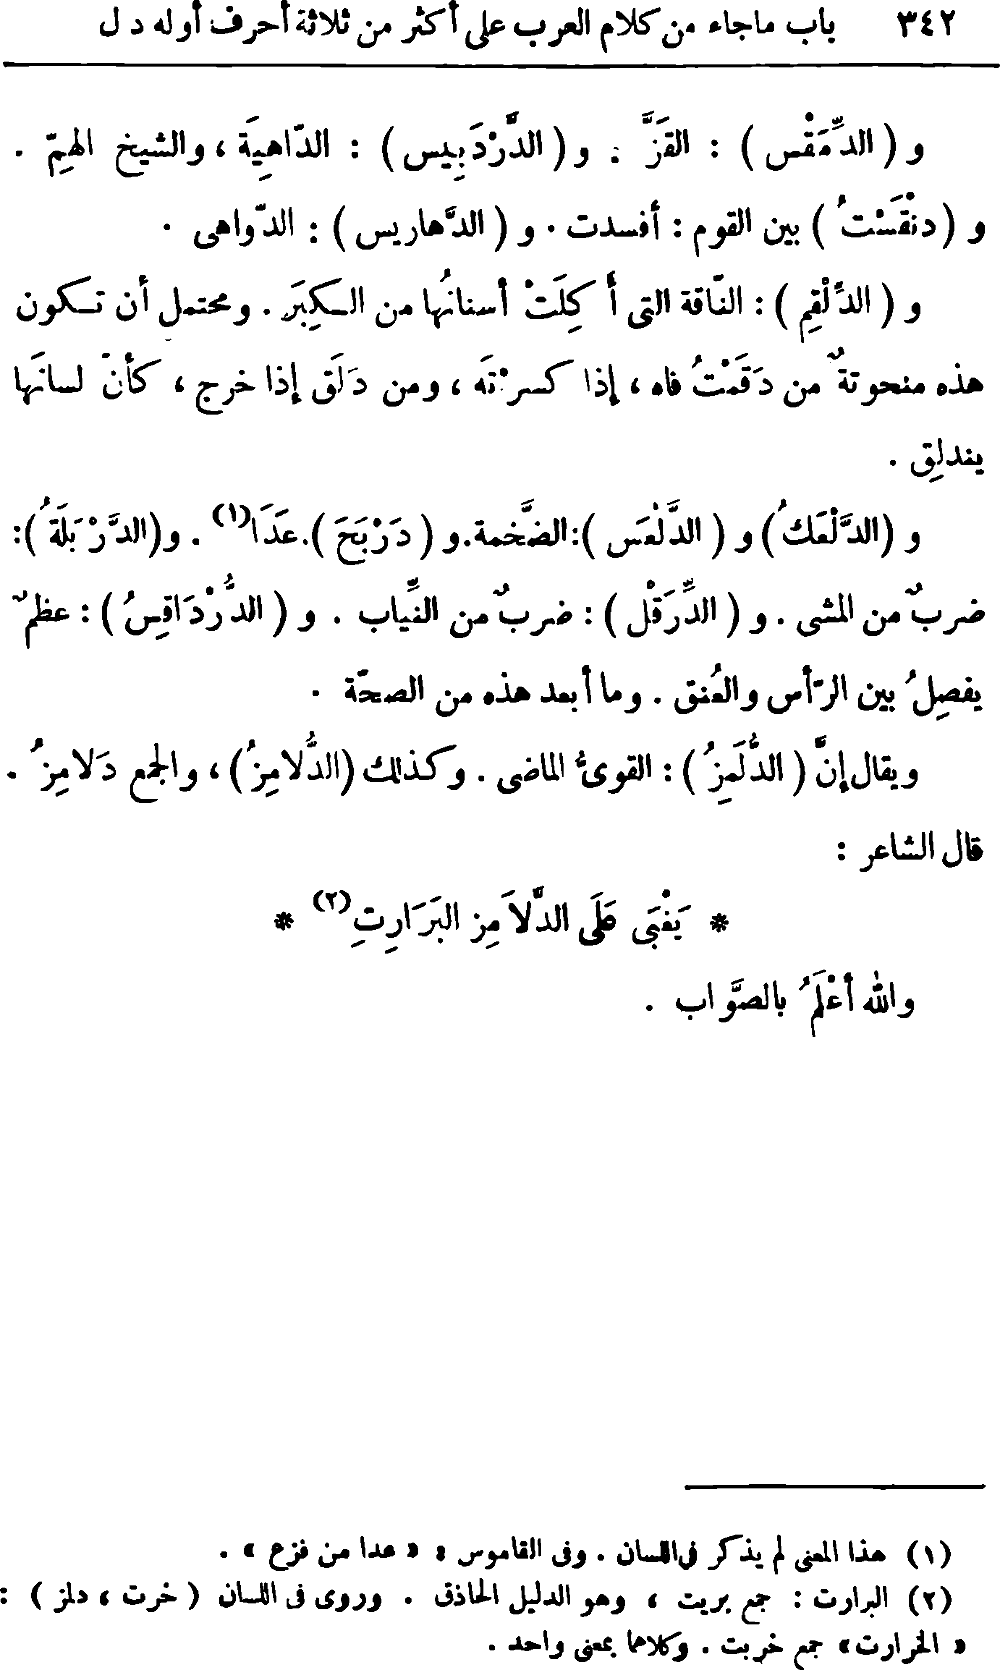 ٣٤٢ باب ماجاء من كلام العرب على أكثر من ثلاثة أحرف أوله د ل
و (الدِّمَقْس) : القَزَّ . و (الدَّرْدَبِيس) : الدّاهِيَة ، والشيخ الهِمّ .
و (دنْقَسْتُ) بين القوم : أفسدت . و (الدَّهاريس) : الدّواهى .
و (الدِّلْقِم) : النّاقة التى أَكِلَتْ أسنانُها من الكِبَر . ومحتمل أن تكون
هذه منحوتةٌ من دَقَمْتُ فاه ، إذا كسرْتَه ، ومن دَلَق إذا خرج ، كأنّ لسانَها
يندلِق .
و (الدَّلْعَكُ) و (الدَّلْعَس) : الضَّخمة . و (دَرْبَحَ) . عَدَا(١) . و (الدَّرْبَلَةُ) :
ضربٌ من المشى . و (الدِّرَقْل) : ضربٌ من الثِّياب . و (الدُّرْدَاقِسُ) : عظمٌ
يفصِلُ بين الرّأس والعُنق . وما أبعد هذه من الصحّة .
ويقال إنَّ (الدُّلَمِزُ) : القوىُّ الماضى . وكذلك (الدُّلامِزُ) ، والجمع دَلامِزُ .
قال الشاعر :
* يَغْبَى عَلَى الدَّلاَمِزِ البَرَارِتِ(٢) *
والله أعْلَمُ بالصَّواب .
(١) هذا المعنى لم يذكر فى اللسان . وفى القاموس : « عدا من فزع » .
(٢) البرارت : جمع بريت ، وهو الدليل الحاذق . وروى فى اللسان (خرت ، دلمز) :
« الخرارت » جمع خريت . وكلاهما بمعنى واحد .